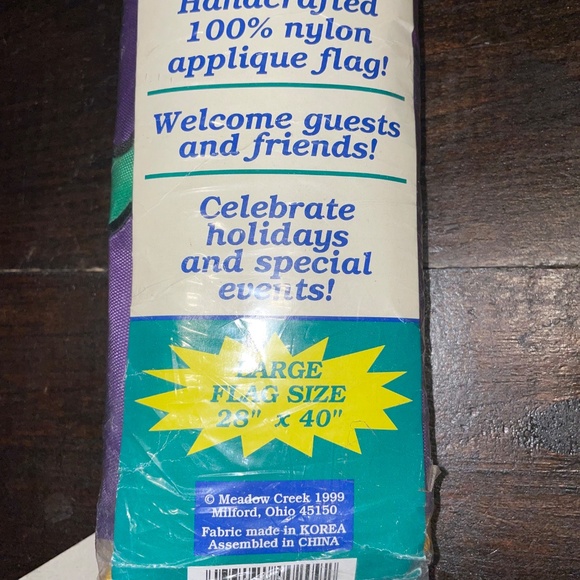 Handcrafted
100% nylon
applique flag!
Welcome guests
and friends!
Celebrate
holidays
and special
events!
LARGE
FLAG SIZE
28" x 40"
© Meadow Creek 1999
Milford, Ohio 45150
Fabric made in KOREA
Assembled in CHINA